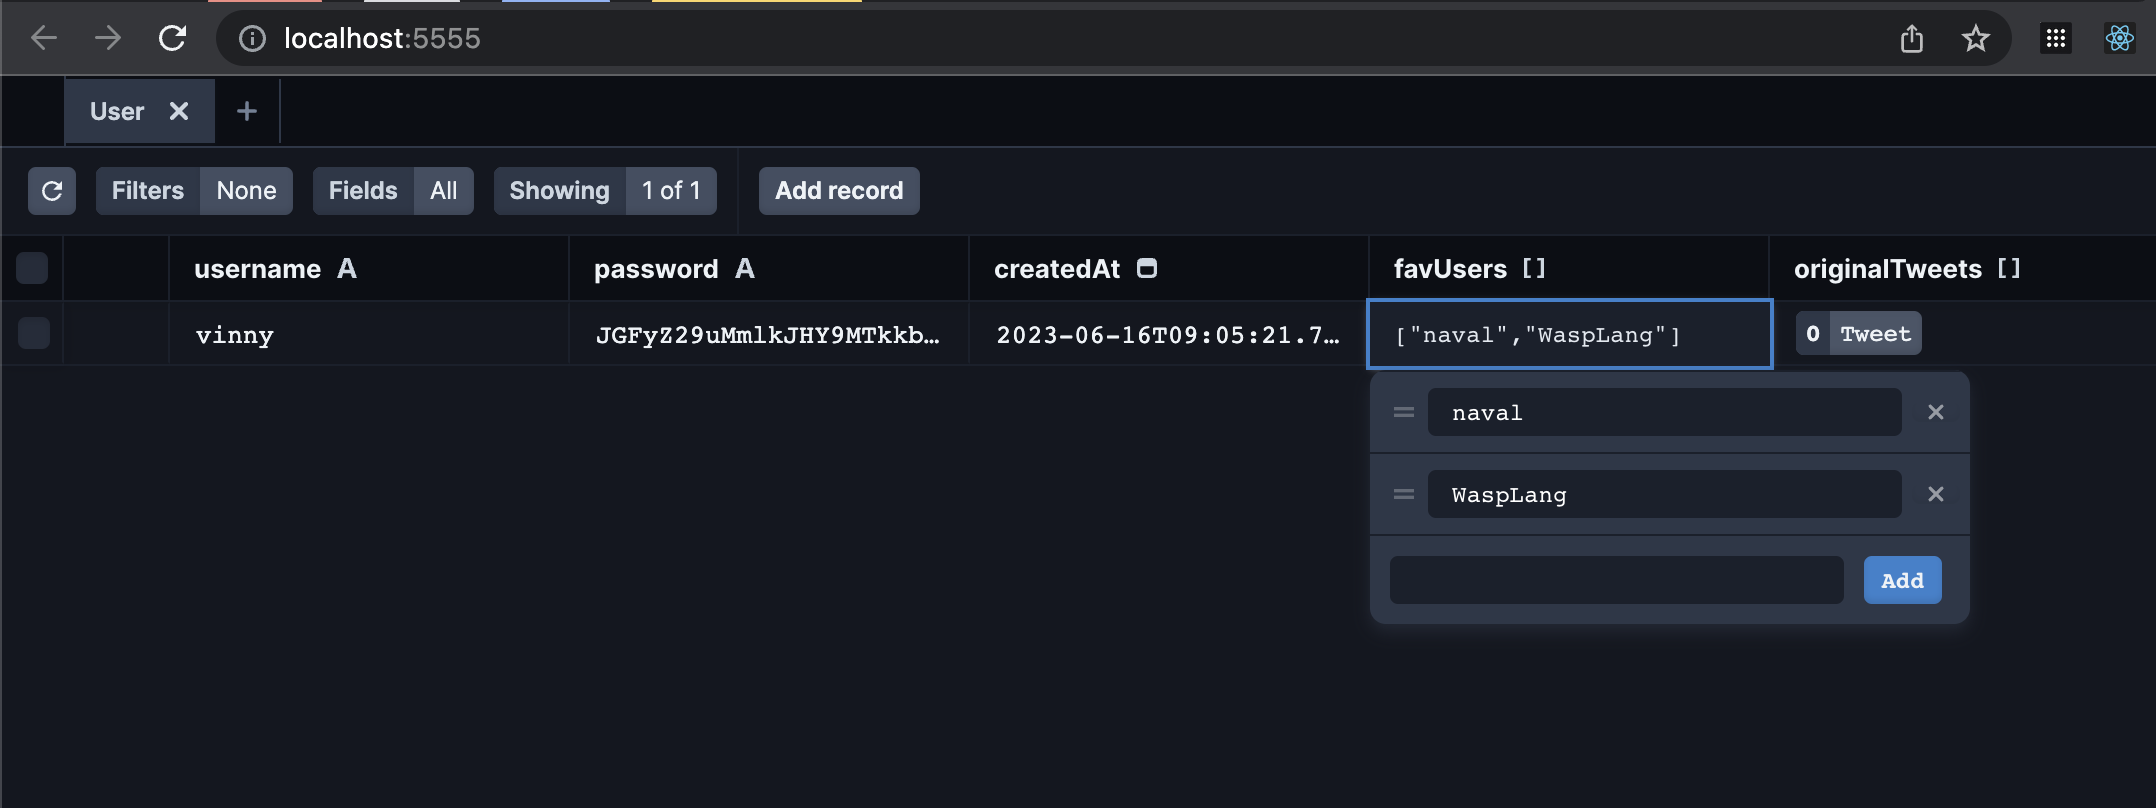 localhost:5555
User
Filters None Fields All Showing 1 of 1 Add record
username A password A createdAt favUsers [] originalTweets []
vinny JGFyZ29uMmlkJHY9MTkkb… 2023-06-16T09:05:21.7… ["naval","WaspLang"] 0 Tweet
naval
WaspLang
Add